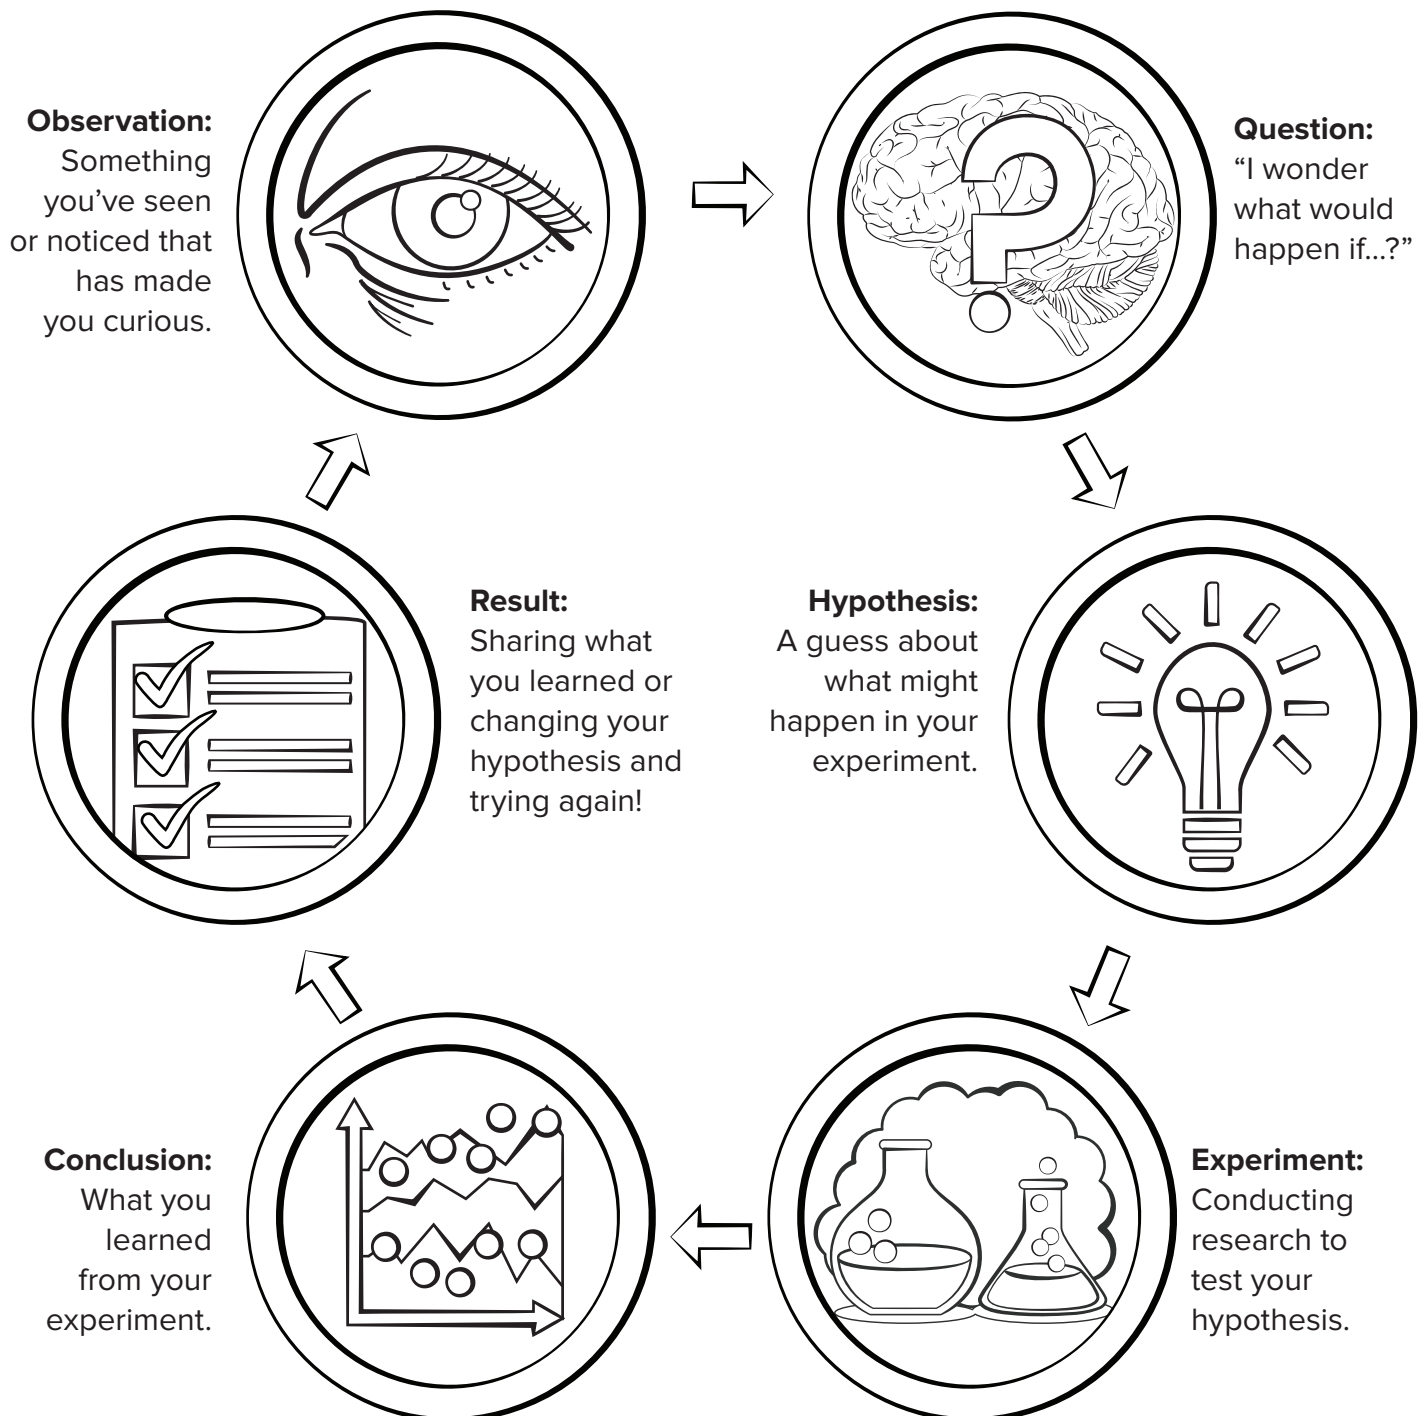 Observation:
Something
you’ve seen
or noticed that
has made
you curious.
Question:
“I wonder
what would
happen if...?”
Hypothesis:
A guess about
what might
happen in your
experiment.
Experiment:
Conducting
research to
test your
hypothesis.
Conclusion:
What you
learned
from your
experiment.
Result:
Sharing what
you learned or
changing your
hypothesis and
trying again!